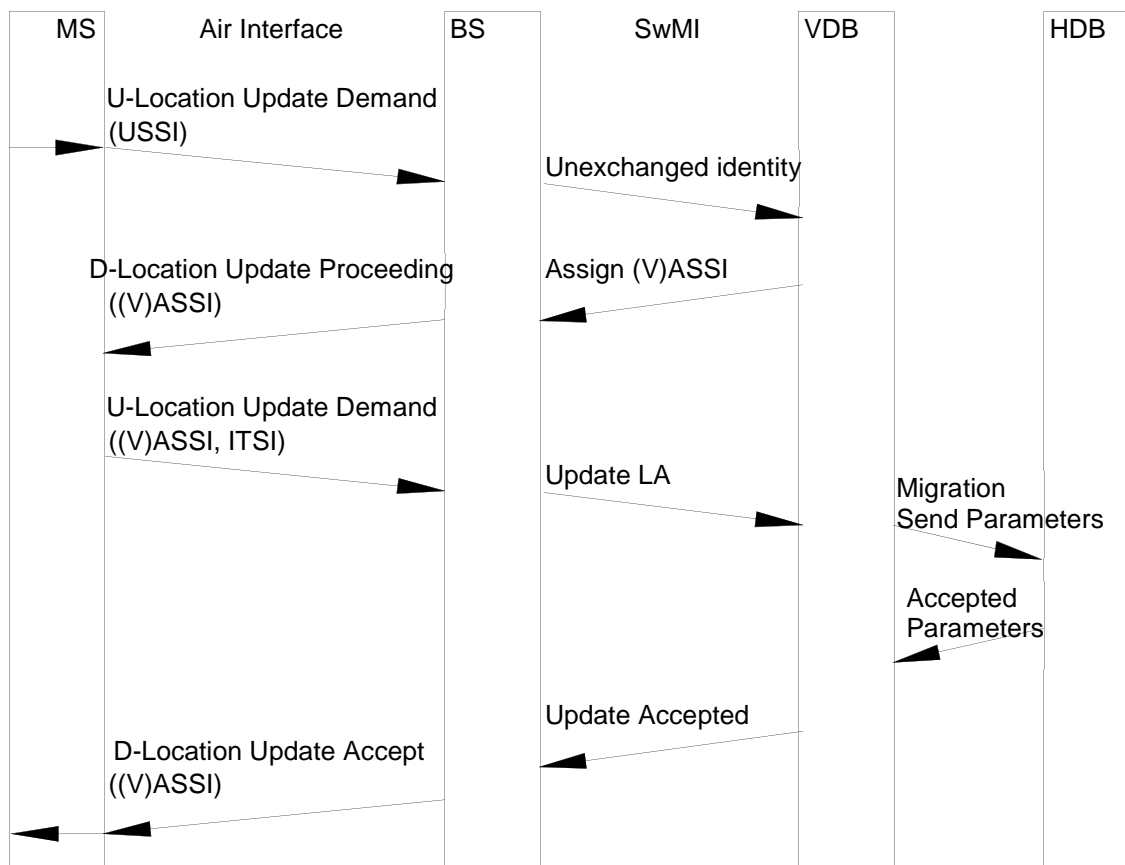 MS Air Interface BS SwMI VDB HDB
U-Location Update Demand
(USSI)
Unexchanged identity
D-Location Update Proceeding
((V)ASSI)
Assign (V)ASSI
U-Location Update Demand
((V)ASSI, ITSI)
Update LA
Migration
Send Parameters
Accepted
Parameters
Update Accepted
D-Location Update Accept
((V)ASSI)